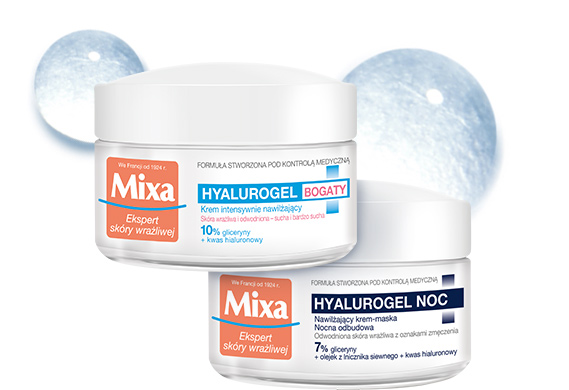 We Francji od 1924 r.
Mixa
Ekspert
skóry wrażliwej
FORMUŁA STWORZONA POD KONTROLĄ MEDYCZNĄ
HYALUROGEL BOGATY
Krem intensywnie nawilżający
Skóra wrażliwa i odwodniona – sucha i bardzo sucha
10% gliceryny
+ kwas hialuronowy
We Francji od 1924 r.
Mixa
Ekspert
skóry wrażliwej
FORMUŁA STWORZONA POD KONTROLĄ MEDYCZNĄ
HYALUROGEL NOC
Nawilżający krem-maska
Nocna odbudowa
Odwodniona skóra wrażliwa z oznakami zmęczenia
7% gliceryny
+ olejek z lnicznika siewnego + kwas hialuronowy